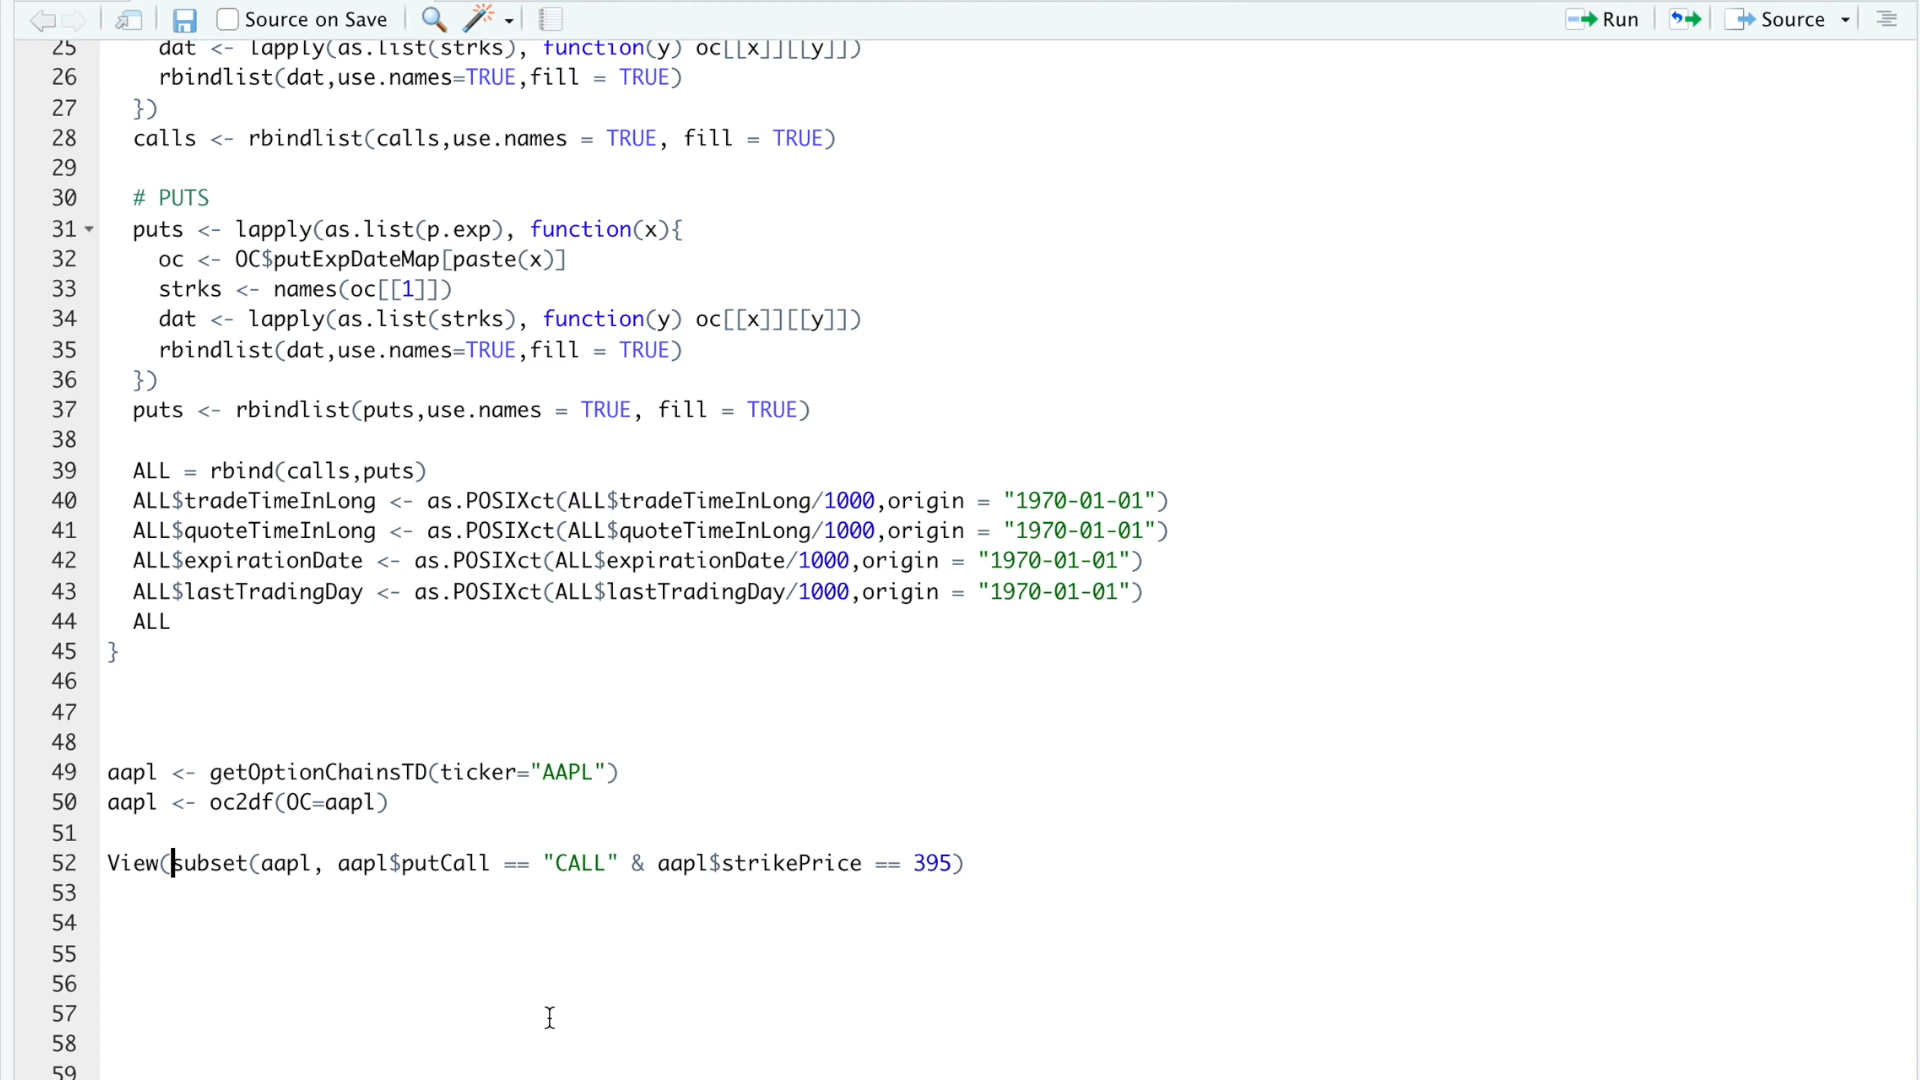 Source on Save
Run
Source
25 dat <- lapply(as.list(strks), function(y) oc[[x]][[y]])
26 rbindlist(dat,use.names=TRUE,fill = TRUE)
27 })
28 calls <- rbindlist(calls,use.names = TRUE, fill = TRUE)
29
30 # PUTS
31 puts <- lapply(as.list(p.exp), function(x){
32 oc <- OC$putExpDateMap[paste(x)]
33 strks <- names(oc[[1]])
34 dat <- lapply(as.list(strks), function(y) oc[[x]][[y]])
35 rbindlist(dat,use.names=TRUE,fill = TRUE)
36 })
37 puts <- rbindlist(puts,use.names = TRUE, fill = TRUE)
38
39 ALL = rbind(calls,puts)
40 ALL$tradeTimeInLong <- as.POSIXct(ALL$tradeTimeInLong/1000,origin = "1970-01-01")
41 ALL$quoteTimeInLong <- as.POSIXct(ALL$quoteTimeInLong/1000,origin = "1970-01-01")
42 ALL$expirationDate <- as.POSIXct(ALL$expirationDate/1000,origin = "1970-01-01")
43 ALL$lastTradingDay <- as.POSIXct(ALL$lastTradingDay/1000,origin = "1970-01-01")
44 ALL
45 }
46
47
48
49 aapl <- getOptionChainsTD(ticker="AAPL")
50 aapl <- oc2df(OC=aapl)
51
52 View(subset(aapl, aapl$putCall == "CALL" & aapl$strikePrice == 395)
53
54
55
56
57
58
59